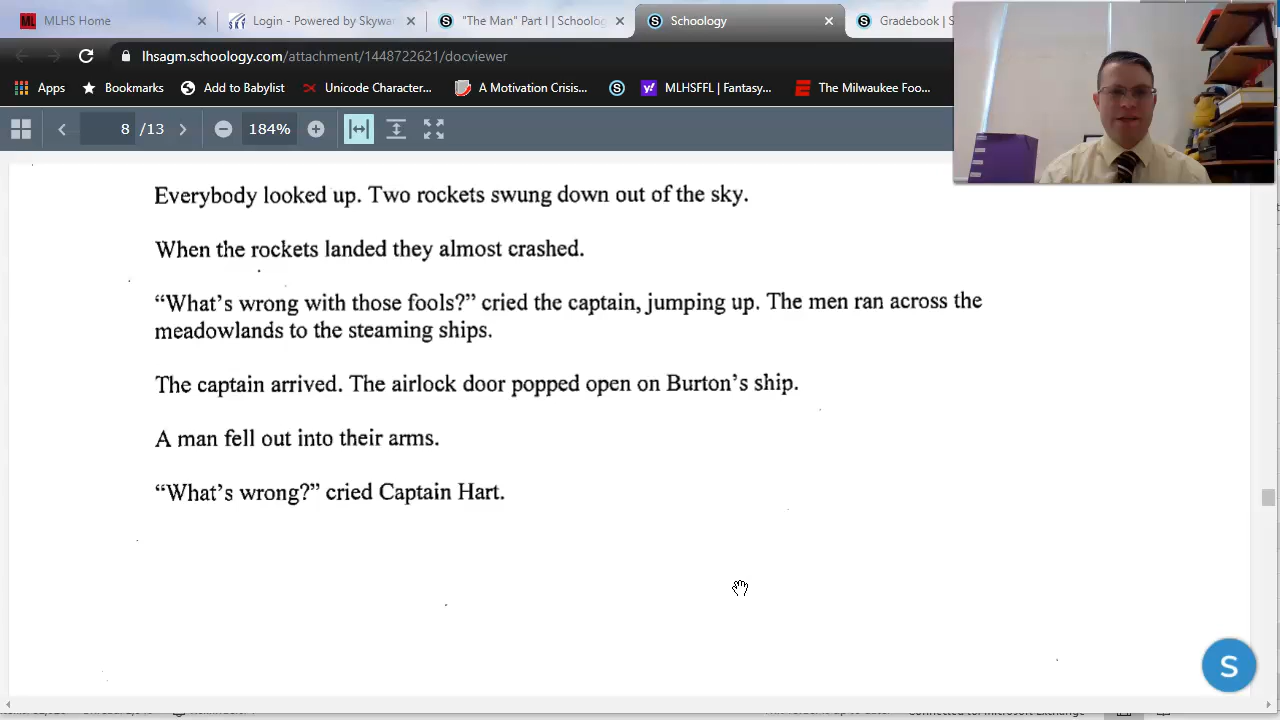 MLHS Home
Login - Powered by Skywar
"The Man" Part I | Schoolog
Schoology
Gradebook | S
lhsagm.schoology.com/attachment/1448722621/docviewer
Apps
Bookmarks
Add to Babylist
Unicode Character...
A Motivation Crisis...
MLHSFFL | Fantasy...
The Milwaukee Foo...
8 /13
184%
Everybody looked up. Two rockets swung down out of the sky.
When the rockets landed they almost crashed.
“What’s wrong with those fools?” cried the captain, jumping up. The men ran across the
meadowlands to the steaming ships.
The captain arrived. The airlock door popped open on Burton’s ship.
A man fell out into their arms.
“What’s wrong?” cried Captain Hart.
S